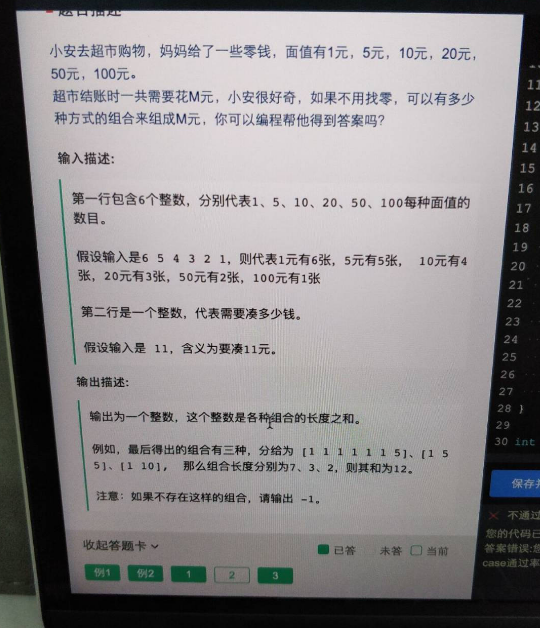 题目描述
小安去超市购物，妈妈给了一些零钱，面值有1元，5元，10元，20元，
50元，100元。
超市结账时一共需要花M元，小安很好奇，如果不用找零，可以有多少
种方式的组合来组成M元，你可以编程帮他得到答案吗？
输入描述：
第一行包含6个整数，分别代表1、5、10、20、50、100每种面值的
数目。
假设输入是6 5 4 3 2 1，则代表1元有6张，5元有5张， 10元有4
张，20元有3张，50元有2张，100元有1张
第二行是一个整数，代表需要凑多少钱。
假设输入是 11，含义为要凑11元。
输出描述：
输出为一个整数，这个整数是各种组合的长度之和。
例如，最后得出的组合有三种，分给为 [1 1 1 1 1 1 5]、[1 5
5]、[1 10]， 那么组合长度分别为7、3、2，则其和为12。
注意：如果不存在这样的组合，请输出 -1。
收起答题卡
已答 未答 当前
例1 例2 1 2 3
11
12
13
14
15
16
17
18
19
20
21
22
23
24
25
26
27
28 }
29
30 int
保存并
不通过
您的代码已
答案错误:您
case通过率